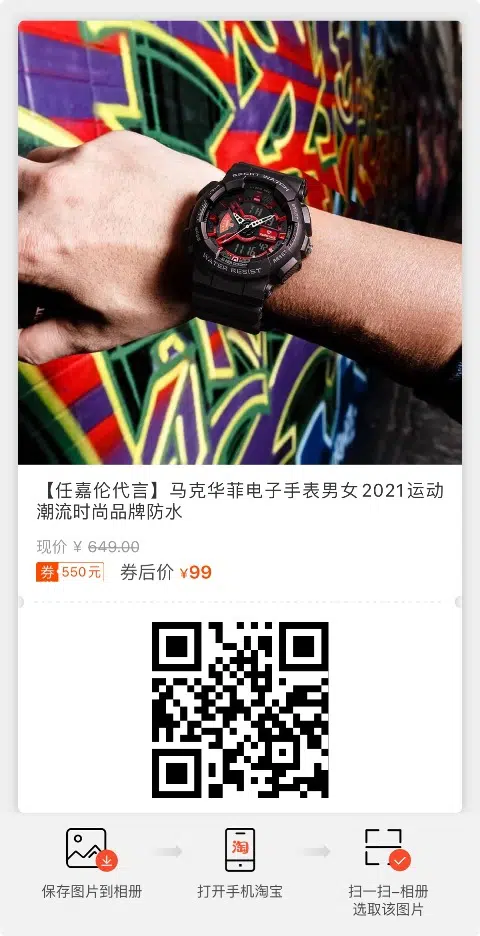 WATER RESIST
【任嘉伦代言】马克华菲电子手表男女2021运动
潮流时尚品牌防水
现价 ¥ 649.00
券 550元 券后价 ¥99
淘
保存图片到相册
打开手机淘宝
扫一扫-相册
选取该图片